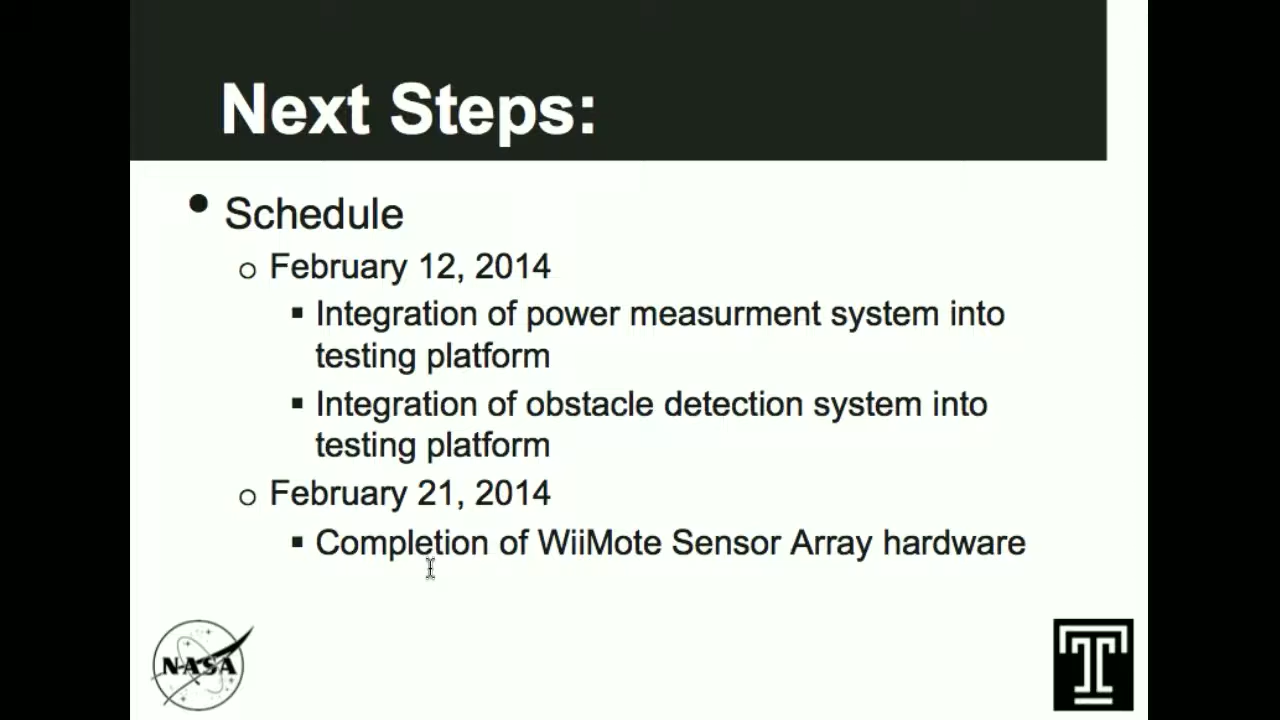 Next Steps:
• Schedule
o February 12, 2014
▪ Integration of power measurment system into
testing platform
▪ Integration of obstacle detection system into
testing platform
o February 21, 2014
▪ Completion of WiiMote Sensor Array hardware
NASA
T